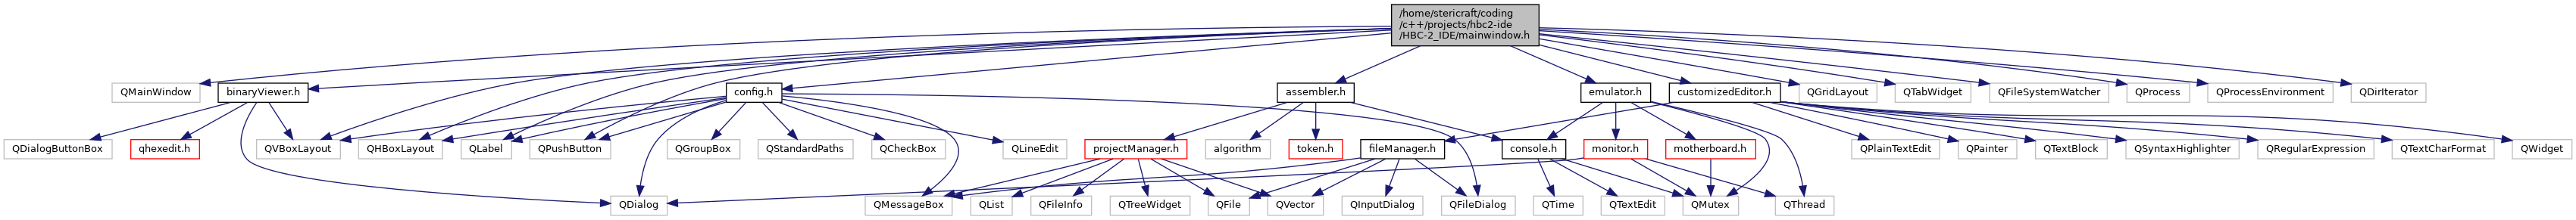 /home/stericraft/coding
/c++/projects/hbc2-ide
/HBC-2_IDE/mainwindow.h
QMainWindow
binaryViewer.h
config.h
assembler.h
emulator.h
customizedEditor.h
QGridLayout
QTabWidget
QFileSystemWatcher
QProcess
QProcessEnvironment
QDirIterator
QDialogButtonBox
qhexedit.h
QVBoxLayout
QHBoxLayout
QLabel
QPushButton
QGroupBox
QStandardPaths
QCheckBox
QLineEdit
projectManager.h
algorithm
token.h
fileManager.h
console.h
monitor.h
motherboard.h
QPlainTextEdit
QPainter
QTextBlock
QSyntaxHighlighter
QRegularExpression
QTextCharFormat
QWidget
QDialog
QMessageBox
QList
QFileInfo
QTreeWidget
QFile
QVector
QInputDialog
QFileDialog
QTime
QTextEdit
QMutex
QThread